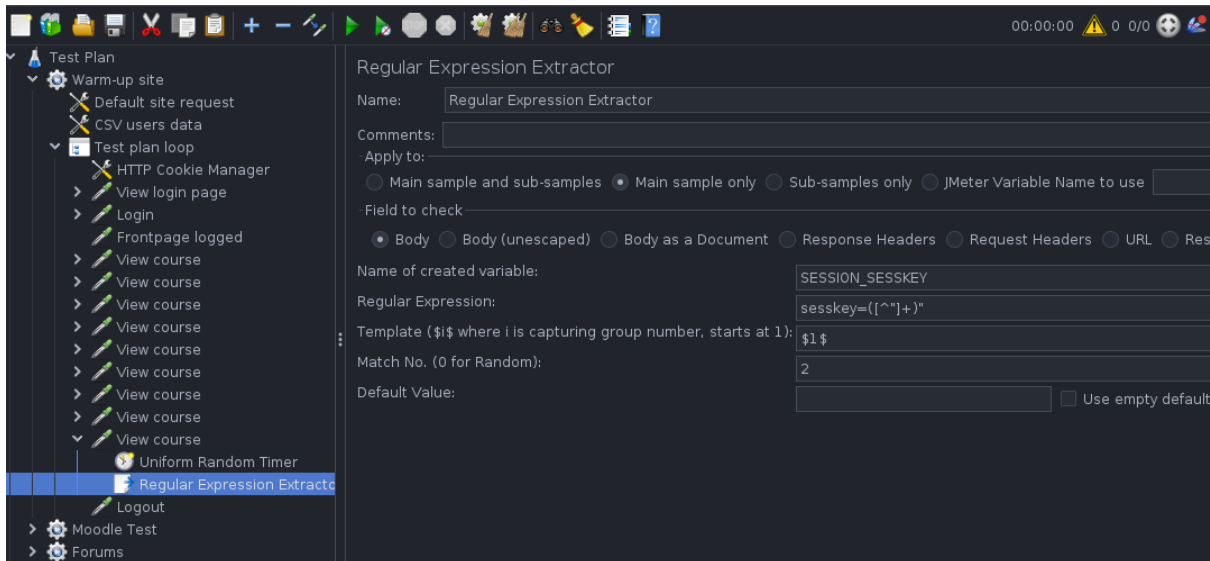 00:00:00 0 0/0
Test Plan
Warm-up site
Default site request
CSV users data
Test plan loop
HTTP Cookie Manager
View login page
Login
Frontpage logged
View course
View course
View course
View course
View course
View course
View course
View course
View course
Uniform Random Timer
Regular Expression Extracto
Logout
Moodle Test
Forums
Regular Expression Extractor
Name: Regular Expression Extractor
Comments:
Apply to:
Main sample and sub-samples Main sample only Sub-samples only JMeter Variable Name to use
Field to check
Body Body (unescaped) Body as a Document Response Headers Request Headers URL Res
Name of created variable: SESSION_SESSKEY
Regular Expression: sesskey=([^"]+)"
Template ($i$ where i is capturing group number, starts at 1): $1$
Match No. (0 for Random): 2
Default Value: Use empty default